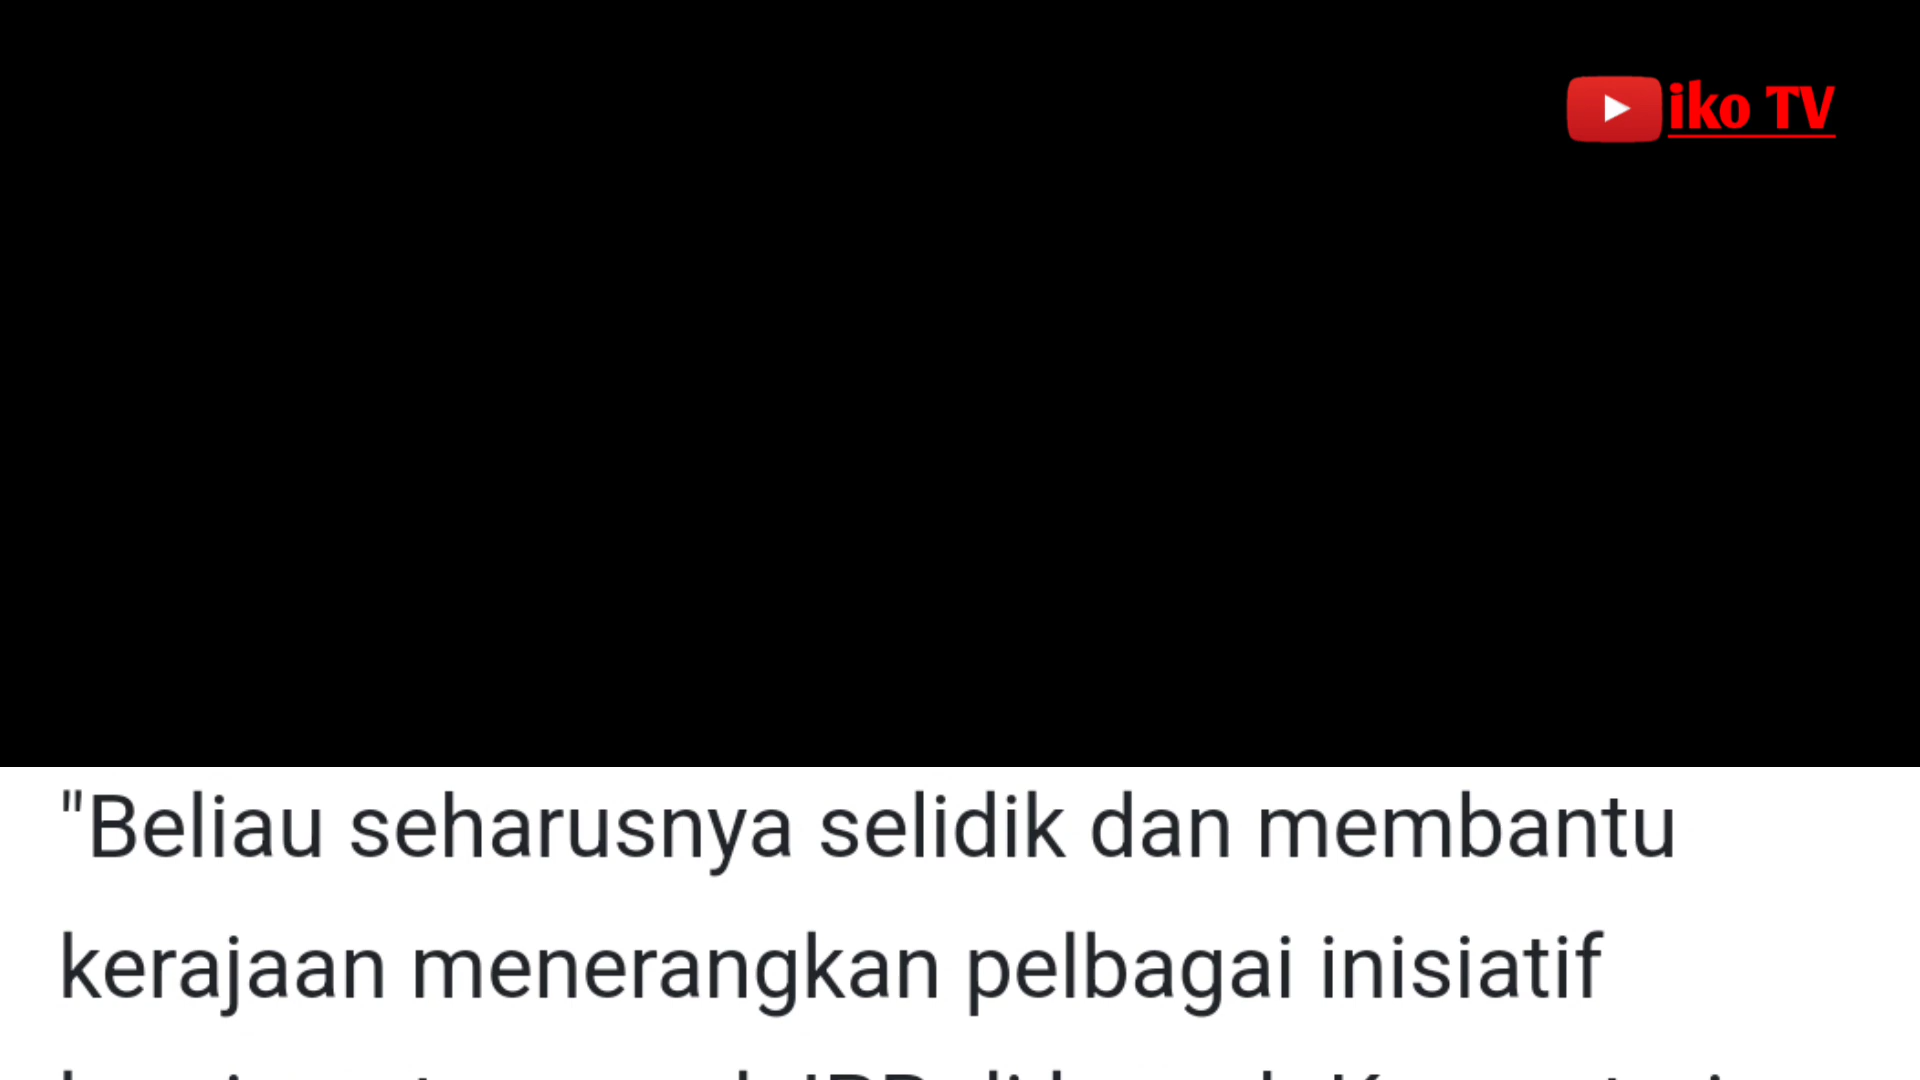 iko TV
"Beliau seharusnya selidik dan membantu
kerajaan menerangkan pelbagai inisiatif